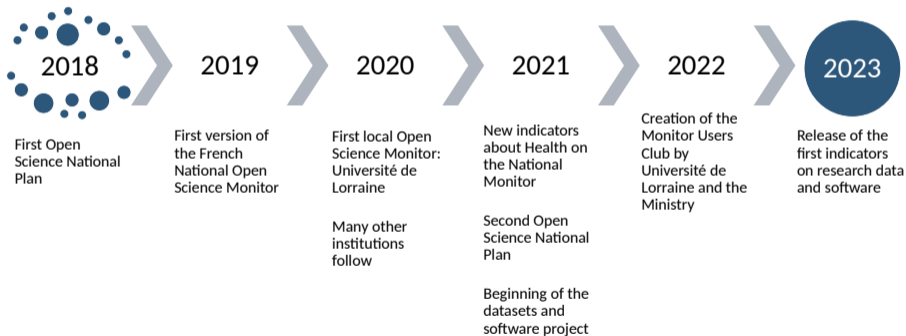 2018
First Open
Science National
Plan
2019
First version of
the French
National Open
Science Monitor
2020
First local Open
Science Monitor:
Université de
Lorraine
Many other
institutions
follow
2021
New indicators
about Health on
the National
Monitor
Second Open
Science National
Plan
Beginning of the
datasets and
software project
2022
Creation of the
Monitor Users
Club by
Université de
Lorraine and the
Ministry
2023
Release of the
first indicators
on research data
and software